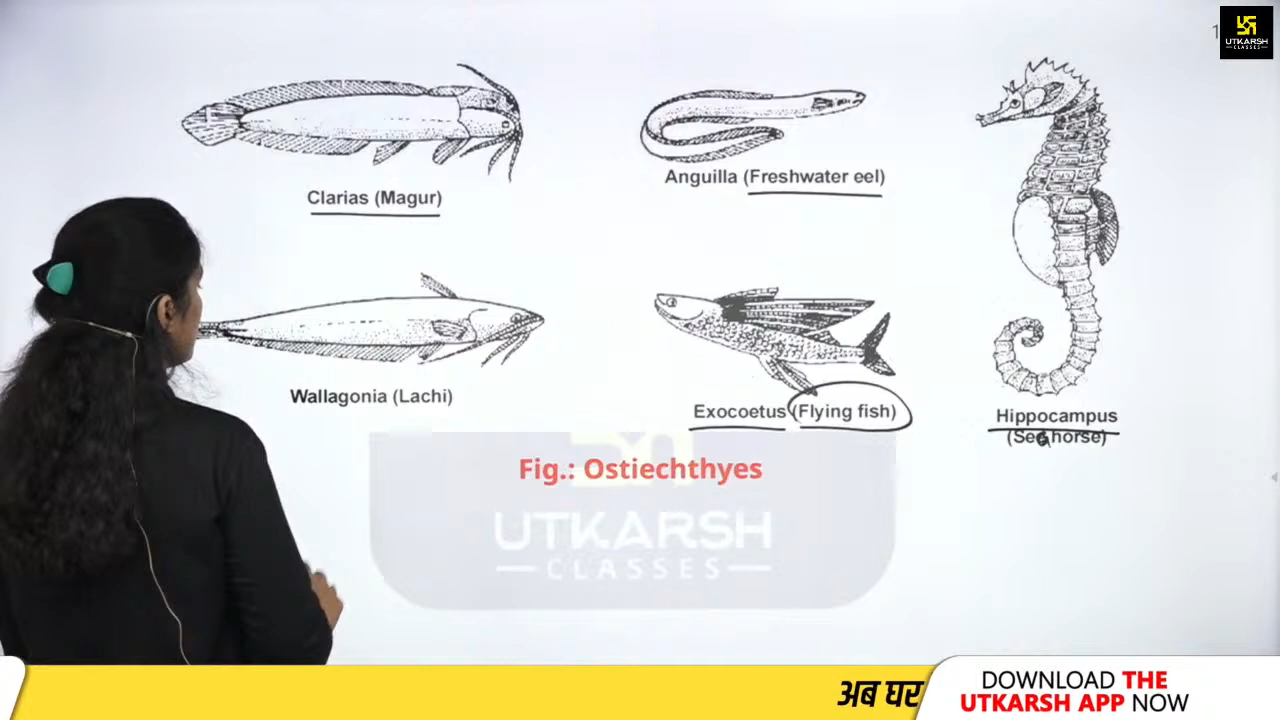 1
UTKARSH
CLASSES
Clarias (Magur)
Anguilla (Freshwater eel)
Wallagonia (Lachi)
Exocoetus (Flying fish)
Hippocampus
(Sea horse)
Fig.: Ostiechthyes
UTKARSH
CLASSES
अब घर
DOWNLOAD THE
UTKARSH APP NOW